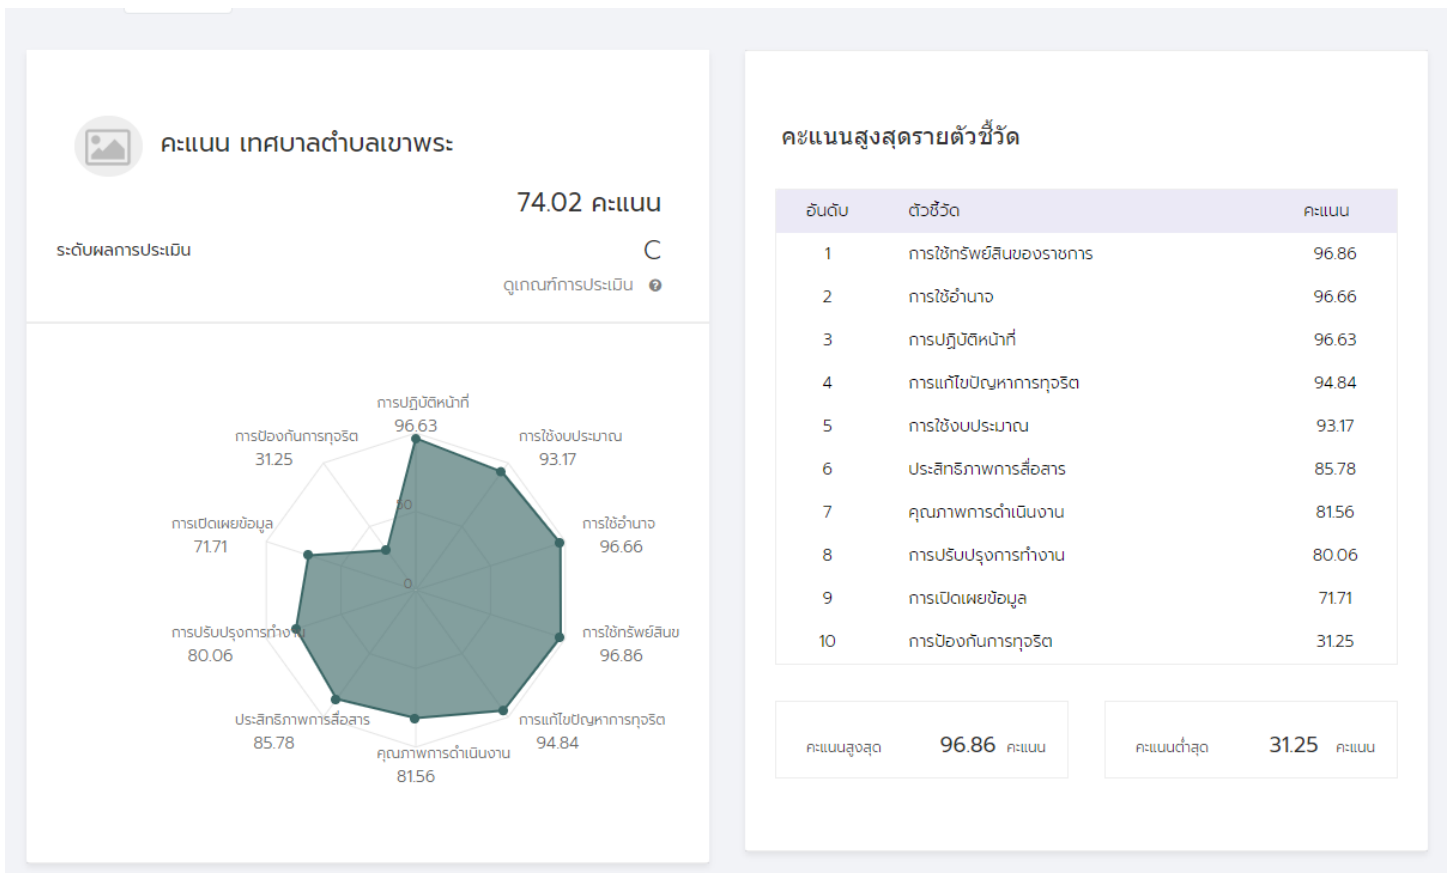 คะแนน เทศบาลตำบลเขาพระ
74.02 คะแนน
ระดับผลการประเมิน C
ดูเกณฑ์การประเมิน ?
การปฏิบัติหน้าที่
96.63
การป้องกันการทุจริต
31.25
การใช้งบประมาณ
93.17
50
การเปิดเผยข้อมูล
71.71
การใช้อำนาจ
96.66
0
การปรับปรุงการทำงาน
80.06
การใช้ทรัพย์สินข
96.86
ประสิทธิภาพการสื่อสาร
85.78
การแก้ไขปัญหาการทุจริต
94.84
คุณภาพการดำเนินงาน
81.56
คะแนนสูงสุดรายตัวชี้วัด
อันดับ ตัวชี้วัด คะแนน
1 การใช้ทรัพย์สินของราชการ 96.86
2 การใช้อำนาจ 96.66
3 การปฏิบัติหน้าที่ 96.63
4 การแก้ไขปัญหาการทุจริต 94.84
5 การใช้งบประมาณ 93.17
6 ประสิทธิภาพการสื่อสาร 85.78
7 คุณภาพการดำเนินงาน 81.56
8 การปรับปรุงการทำงาน 80.06
9 การเปิดเผยข้อมูล 71.71
10 การป้องกันการทุจริต 31.25
คะแนนสูงสุด 96.86 คะแนน
คะแนนต่ำสุด 31.25 คะแนน